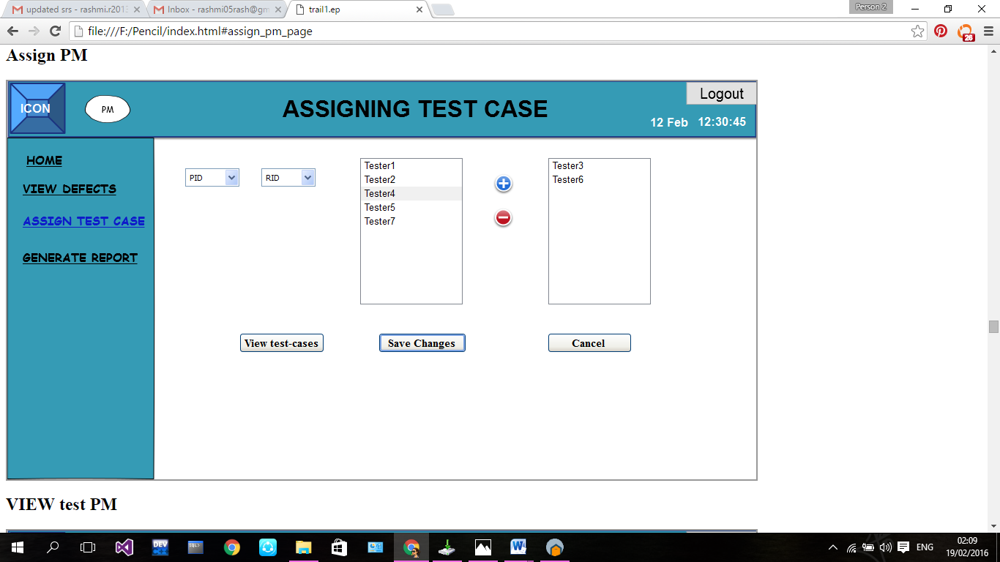 updated srs - rashmi.r2013
Inbox - rashmi05rash@gm
trail1.ep
Person 2
file:///F:/Pencil/index.html#assign_pm_page
26
Assign PM
ICON
PM
ASSIGNING TEST CASE
Logout
12 Feb 12:30:45
HOME
VIEW DEFECTS
ASSIGN TEST CASE
GENERATE REPORT
PID
RID
Tester1
Tester2
Tester4
Tester5
Tester7
Tester3
Tester6
View test-cases
Save Changes
Cancel
VIEW test PM
DEV
SQL>
ENG
02:09
19/02/2016